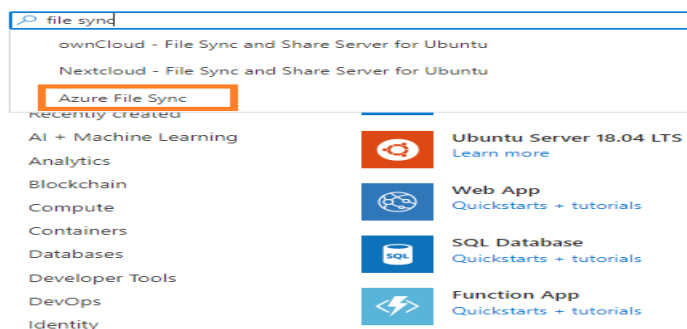 file sync
ownCloud - File Sync and Share Server for Ubuntu
Nextcloud - File Sync and Share Server for Ubuntu
Azure File Sync
Recently created
AI + Machine Learning
Analytics
Blockchain
Compute
Containers
Databases
Developer Tools
DevOps
Identity
Ubuntu Server 18.04 LTS
Learn more
Web App
Quickstarts + tutorials
SQL
SQL Database
Quickstarts + tutorials
Function App
Quickstarts + tutorials